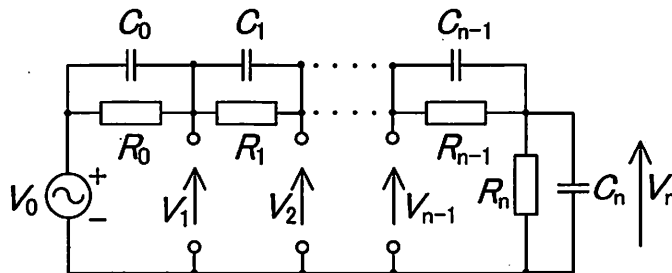 C0 C1 Cn-1
R0 R1 Rn-1
V0 + − V1 V2 Vn-1 Rn Cn Vn